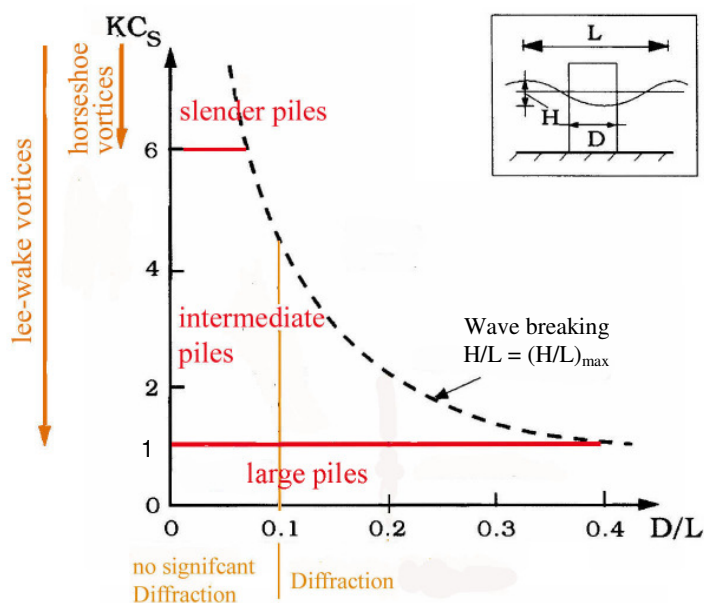 KCS
horseshoe
vortices
lee-wake vortices
L
H
D
slender piles
6
4
intermediate
piles
Wave breaking
H/L = (H/L)max
2
1
large piles
0
0
0.1
0.2
0.3
0.4
D/L
no signifcant
Diffraction
Diffraction